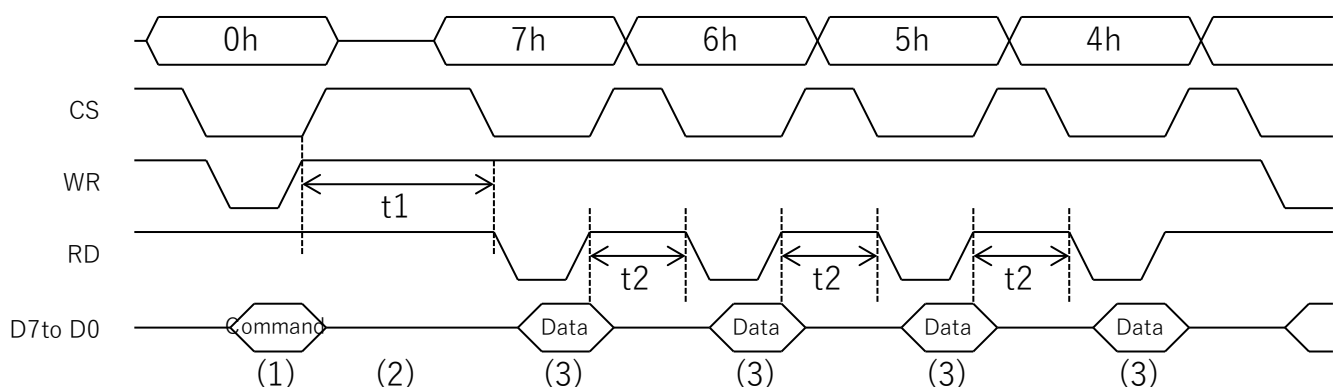 0h 7h 6h 5h 4h
CS
WR
t1
RD
t2 t2 t2
D7to D0 Command Data Data Data Data
(1) (2) (3) (3) (3) (3)